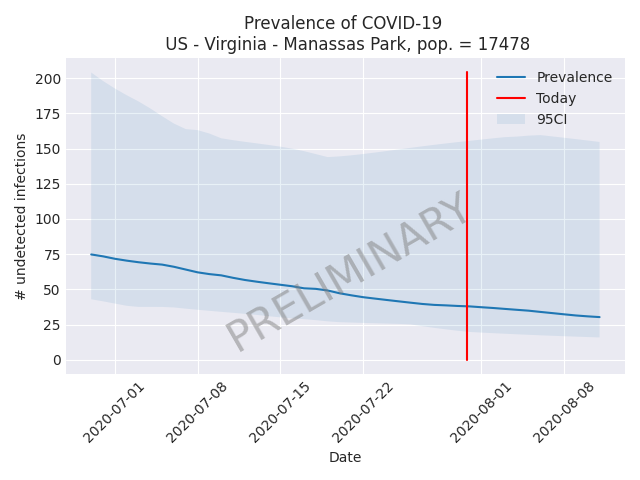 Prevalence of COVID-19
US - Virginia - Manassas Park, pop. = 17478
Prevalence
Today
95CI
200
175
150
125
100
75
50
25
0
# undetected infections
PRELIMINARY
2020-07-01
2020-07-08
2020-07-15
2020-07-22
2020-08-01
2020-08-08
Date